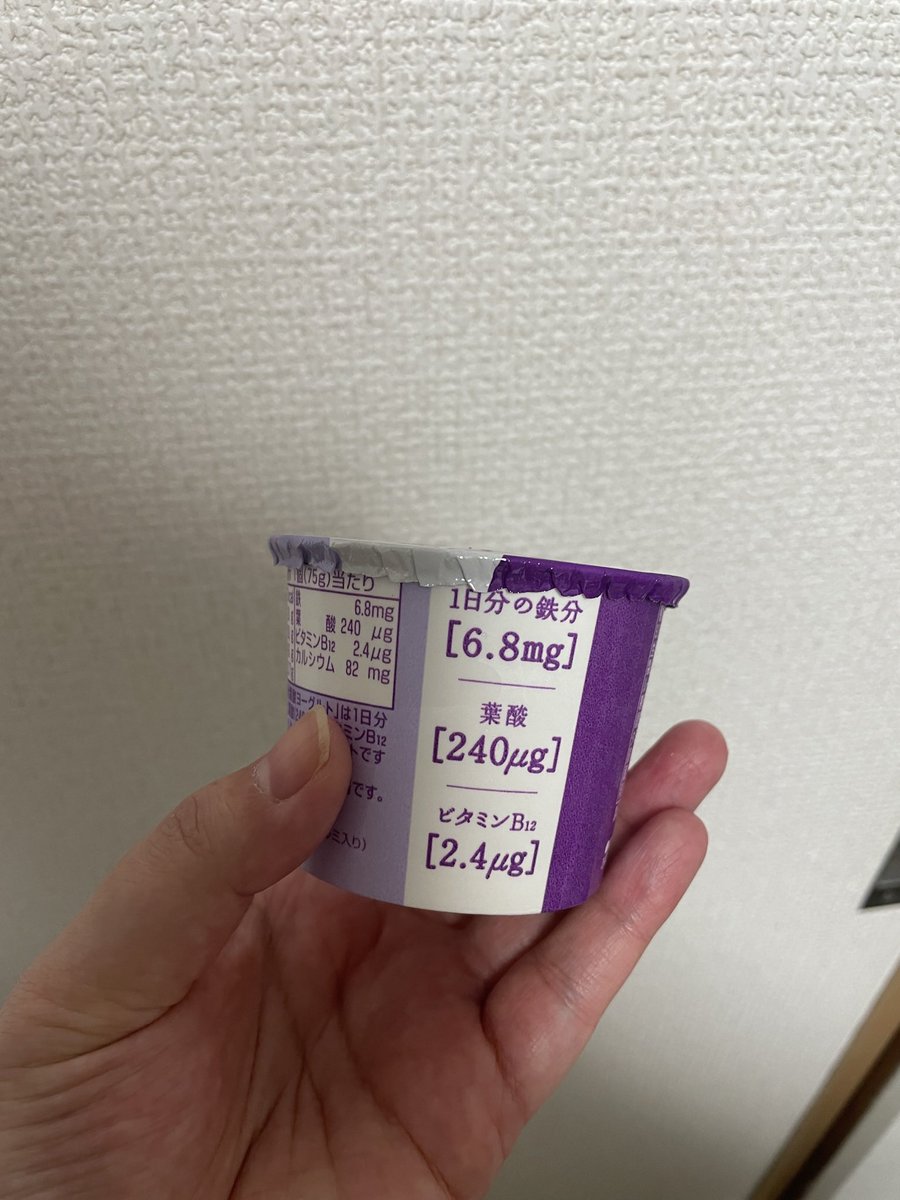 個(75g)当たり
鉄 6.8mg
葉 酸 240 μg
ビタミンB12 2.4μg
カルシウム 82 mg
ヨーグルト」は1日分
ミンB12
トです
です。
ミ入り)
1日分の鉄分
[6.8mg]
葉酸
[240μg]
ビタミンB12
[2.4μg]